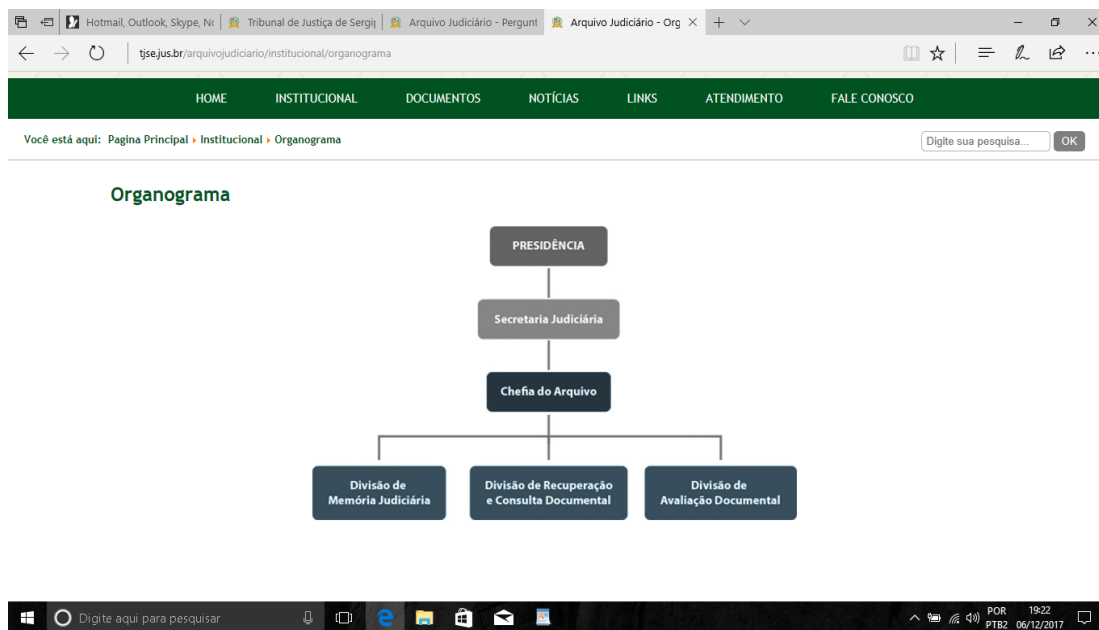 Hotmail, Outlook, Skype, No
Tribunal de Justiça de Sergip
Arquivo Judiciário - Pergunt
Arquivo Judiciário - Org
tjse.jus.br/arquivojudiciario/institucional/organograma
HOME INSTITUCIONAL DOCUMENTOS NOTÍCIAS LINKS ATENDIMENTO FALE CONOSCO
Você está aqui: Pagina Principal Institucional Organograma
Digite sua pesquisa... OK
Organograma
PRESIDÊNCIA
Secretaria Judiciária
Chefia do Arquivo
Divisão de
Memória Judiciária
Divisão de Recuperação
e Consulta Documental
Divisão de
Avaliação Documental
Digite aqui para pesquisar
POR
PTB2
19:22
06/12/2017